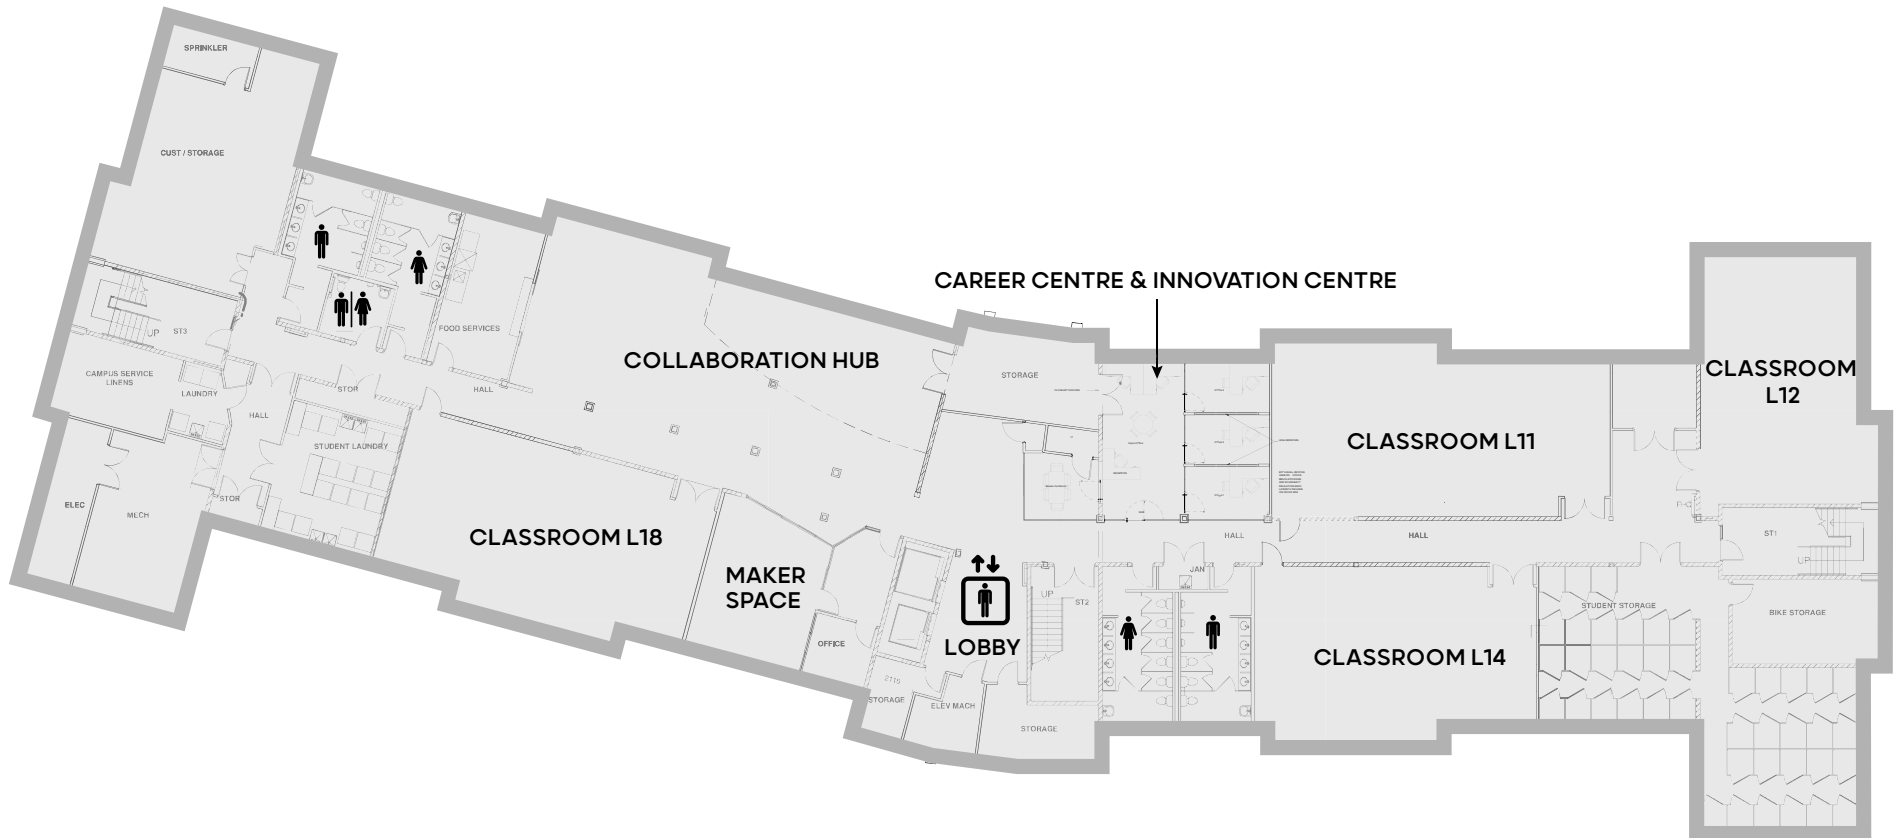 SPRINKLER
CUST / STORAGE
UP
ST3
CAMPUS SERVICE
LINENS
LAUNDRY
HALL
STOR
STUDENT LAUNDRY
STOR
ELEC
MECH
FOOD SERVICES
HALL
COLLABORATION HUB
CLASSROOM L18
MAKER
SPACE
OFFICE
2115
STORAGE
ELEV MACH
STORAGE
LOBBY
UP
ST2
STORAGE
CAREER CENTRE & INNOVATION CENTRE
HALL
JAN
CLASSROOM L11
HALL
CLASSROOM L14
CLASSROOM
L12
ST1
UP
STUDENT STORAGE
BIKE STORAGE